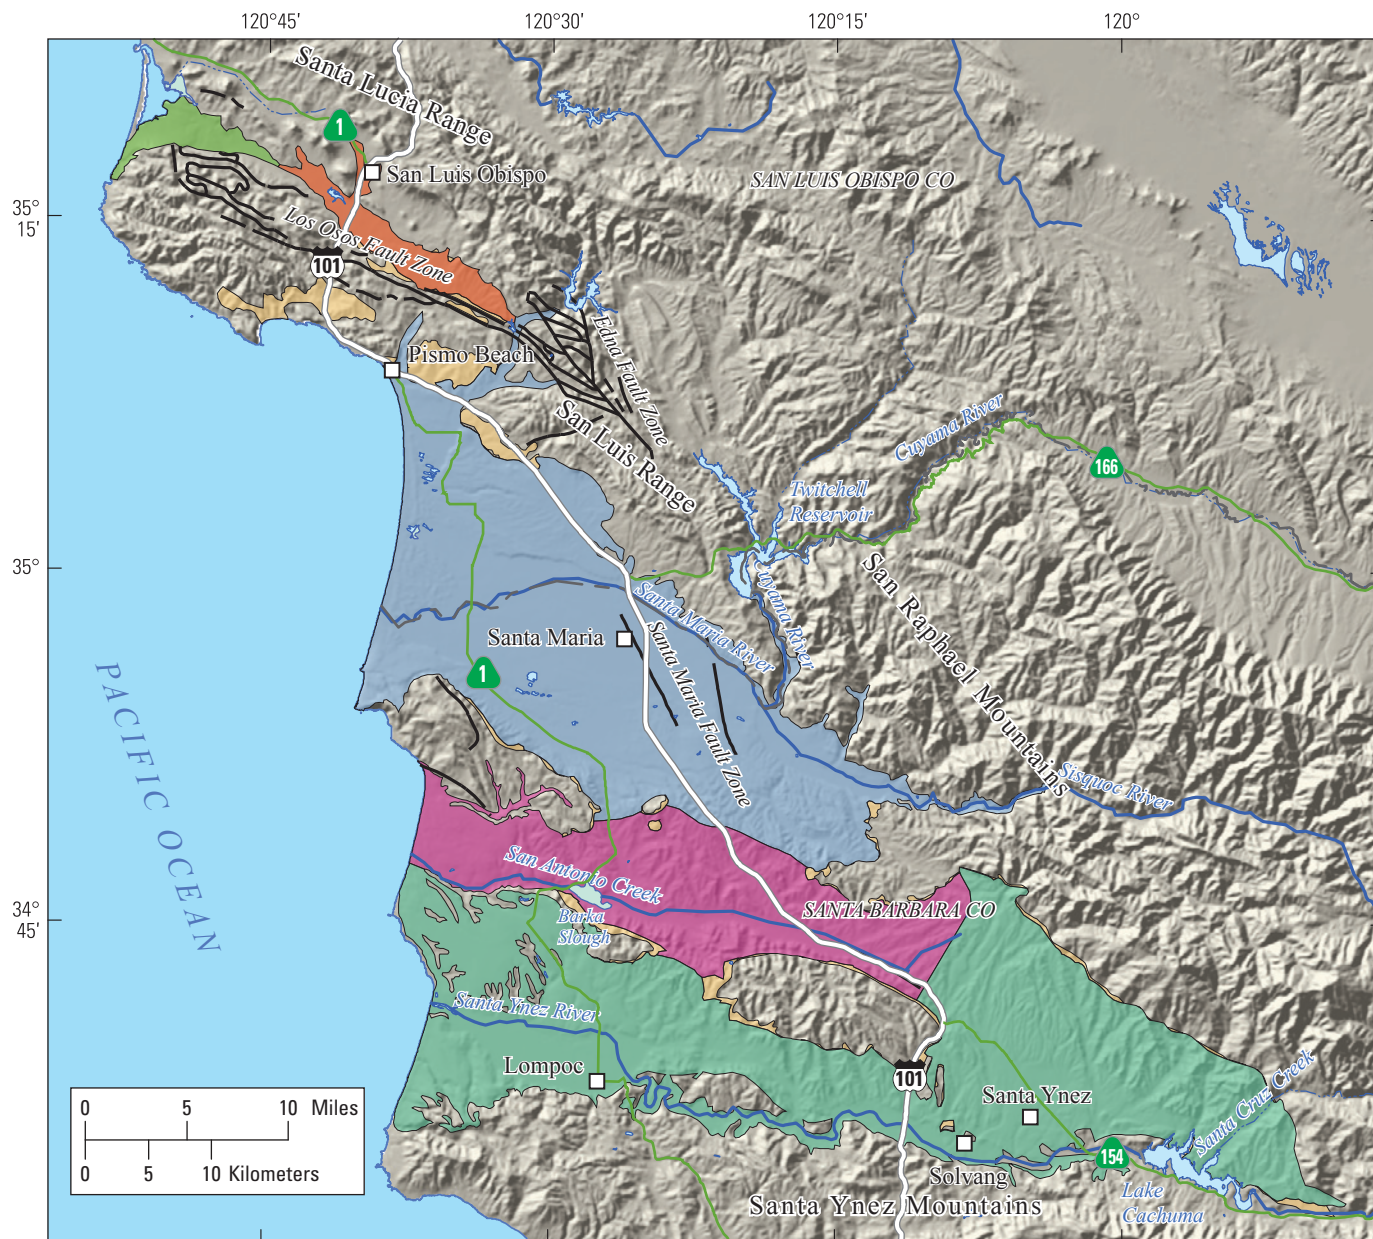 120°45'
120°30'
120°15'
120°
Santa Lucia Range
1
San Luis Obispo
SAN LUIS OBISPO CO
35°
15'
Los Osos Fault Zone
101
Edna Fault Zone
Pismo Beach
San Luis Range
Cuyama River
166
Twitchell
Reservoir
35°
Cuyama River
San Raphael Mountains
Santa Maria River
Santa Maria
Santa Maria Fault Zone
1
PACIFIC OCEAN
Sisquoc River
San Antonio Creek
SANTA BARBARA CO
34°
45'
Barka
Slough
Santa Ynez River
Lompoc
101
Santa Ynez
Santa Cruz Creek
154
Solvang
Lake
Cachuma
Santa Ynez Mountains
0 5 10 Miles
0 5 10 Kilometers